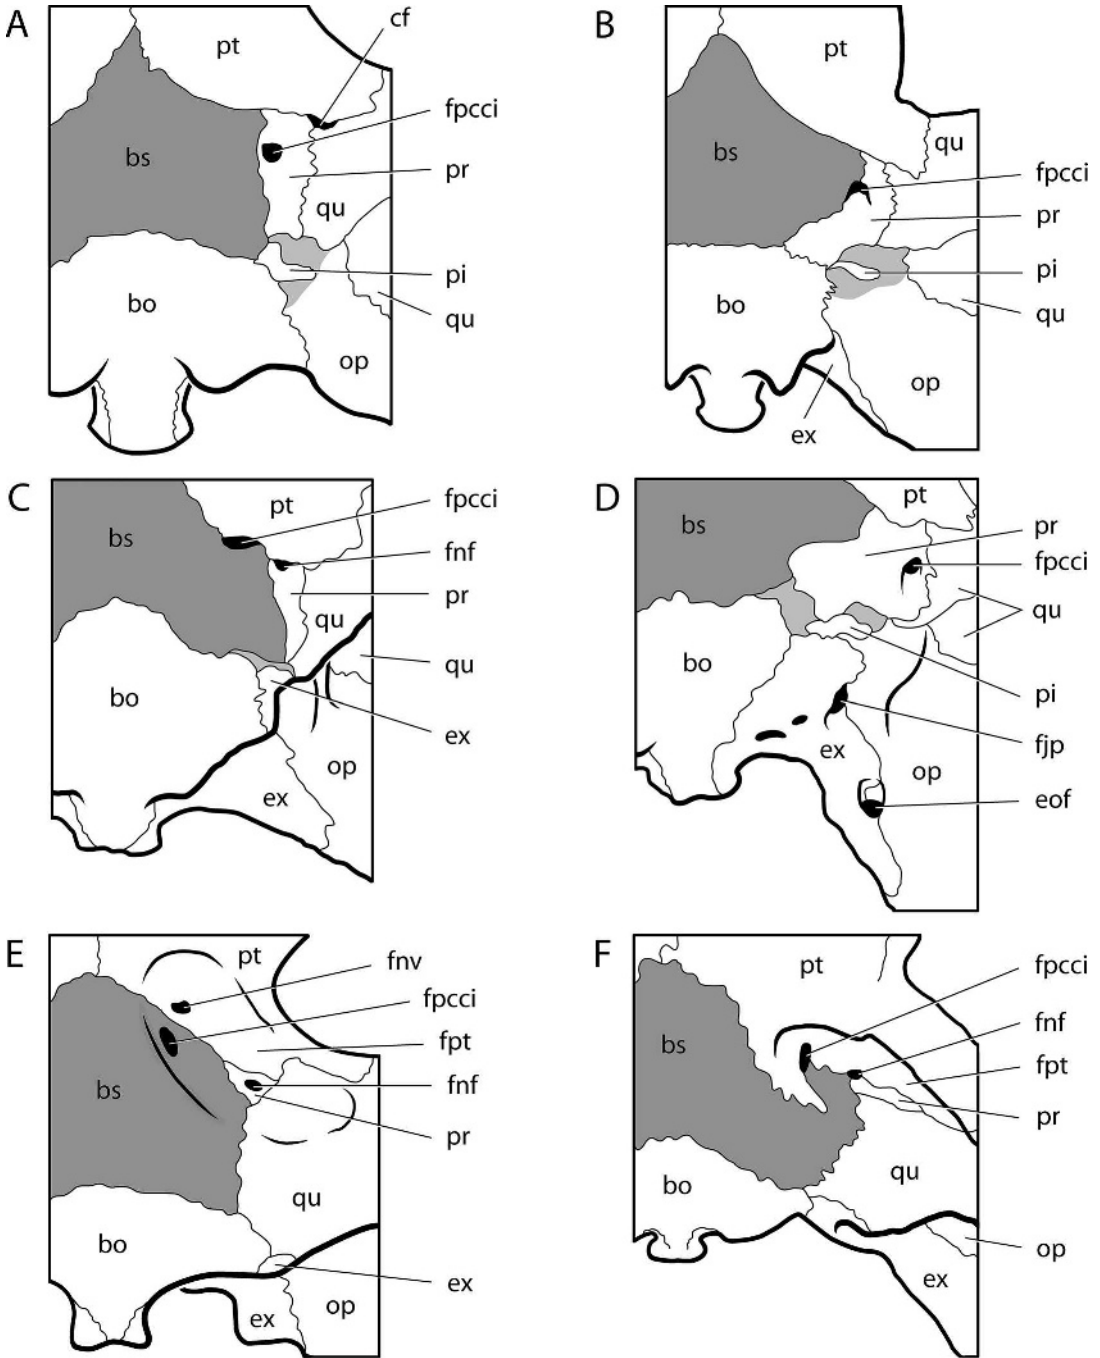 A
cf
pt
fpcci
bs
pr
qu
pi
bo
qu
op
B
pt
qu
bs
fpcci
pr
pi
bo
qu
op
ex
C
pt
fpcci
bs
fnf
pr
qu
qu
bo
ex
op
ex
D
pt
bs
pr
fpcci
qu
bo
pi
fjp
ex
op
eof
E
pt
fnv
fpcci
fpt
bs
fnf
pr
qu
bo
ex
ex
op
F
pt
fpcci
fnf
bs
fpt
pr
bo
qu
op
ex